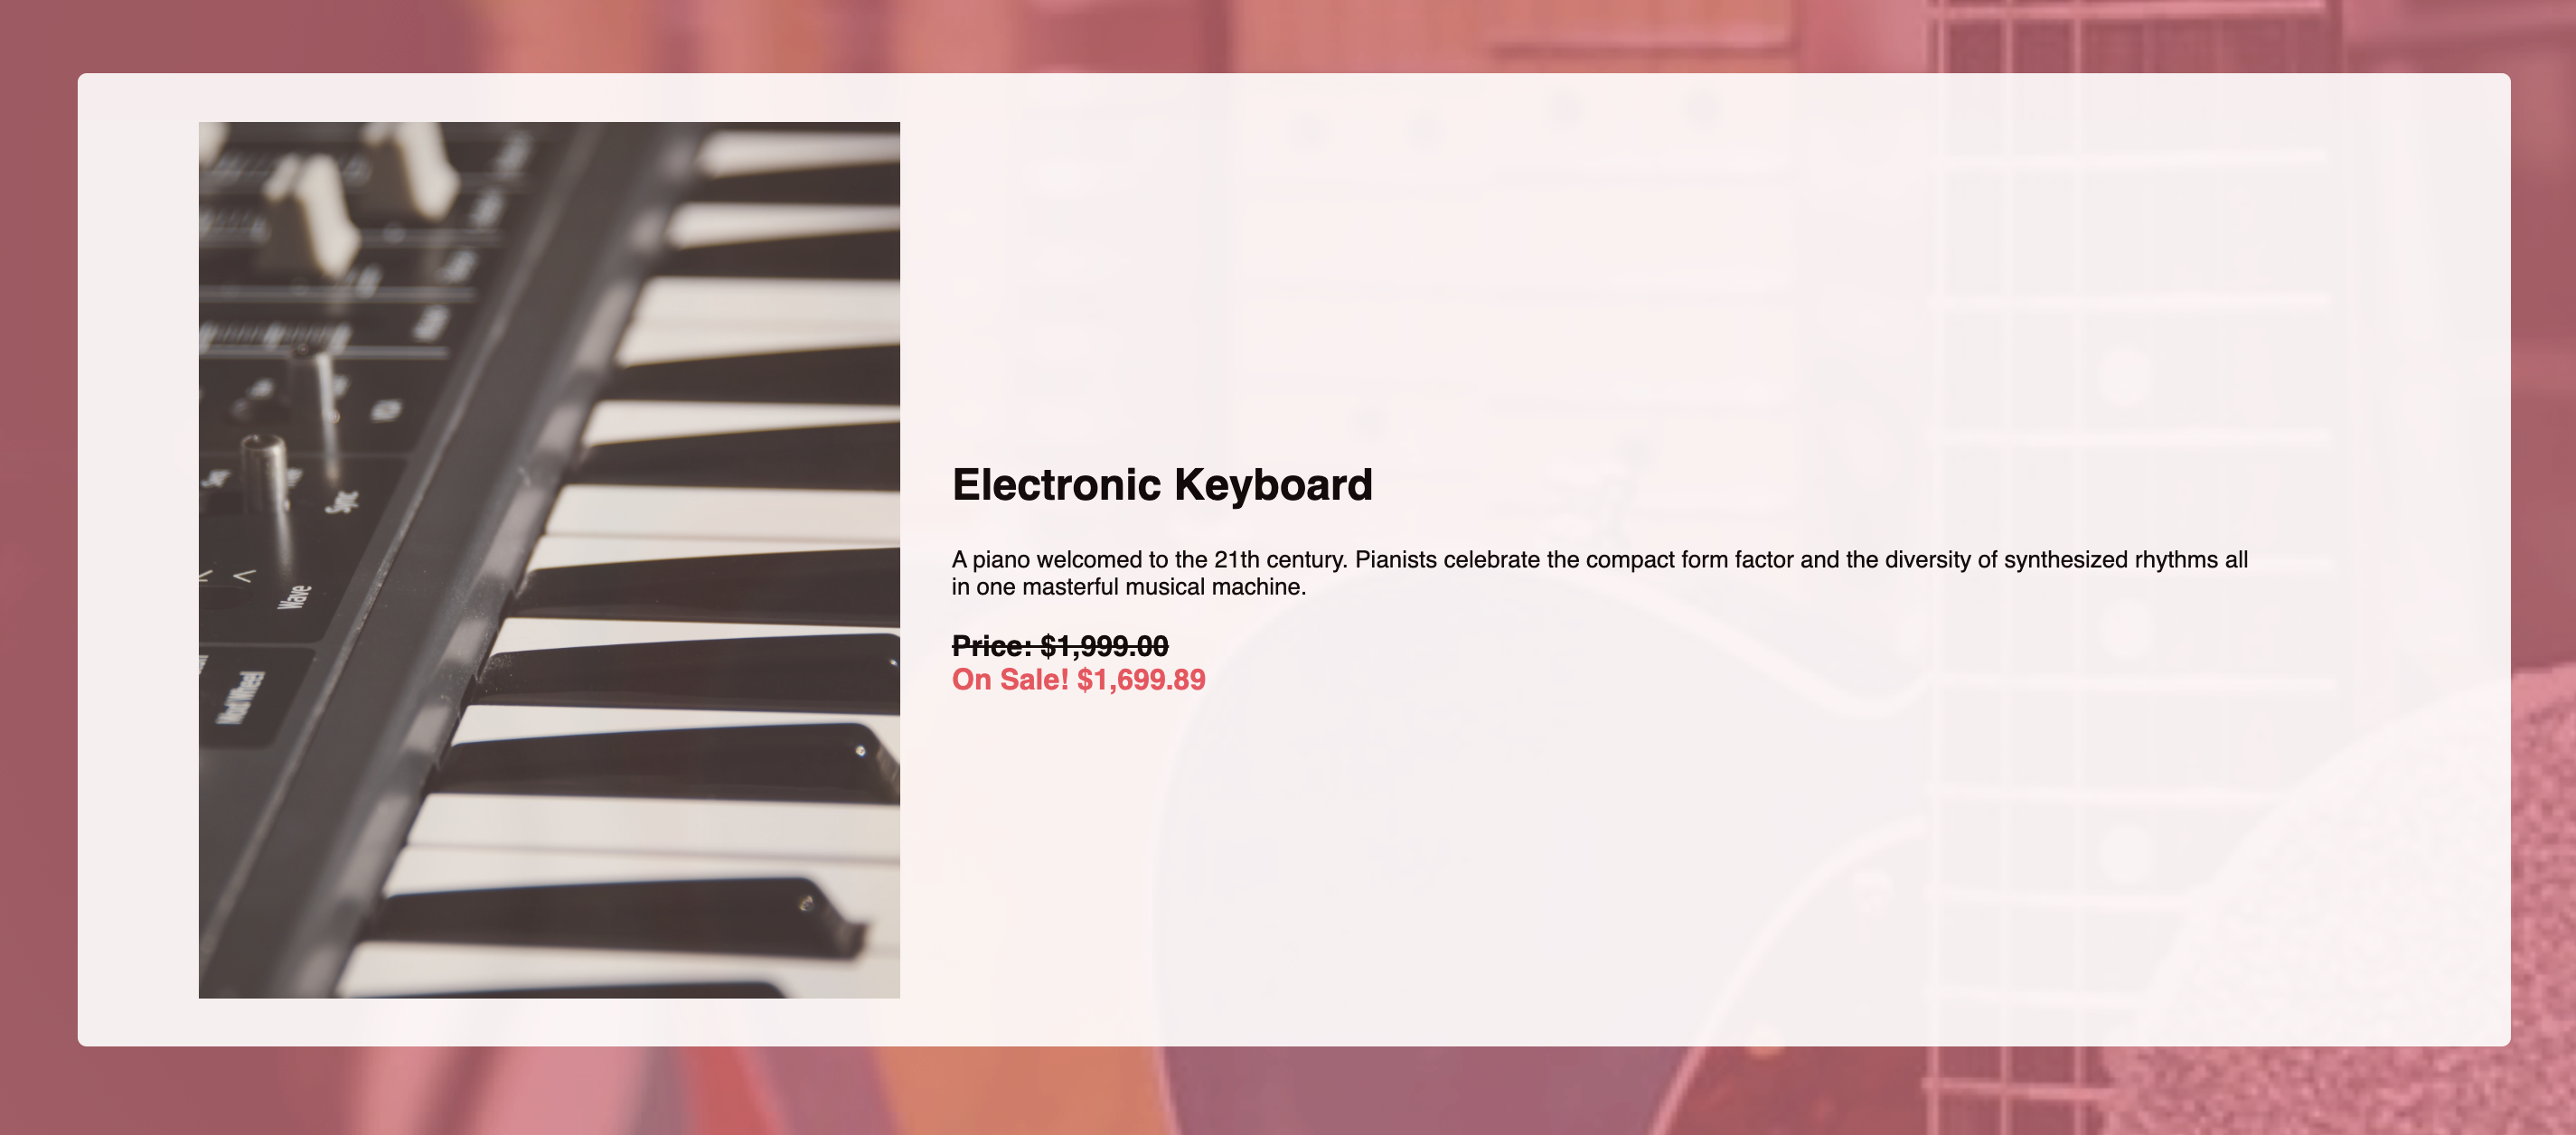 Electronic Keyboard
A piano welcomed to the 21th century. Pianists celebrate the compact form factor and the diversity of synthesized rhythms all
in one masterful musical machine.
Price: $1,999.00
On Sale! $1,699.89
Wave
Mod Wheel